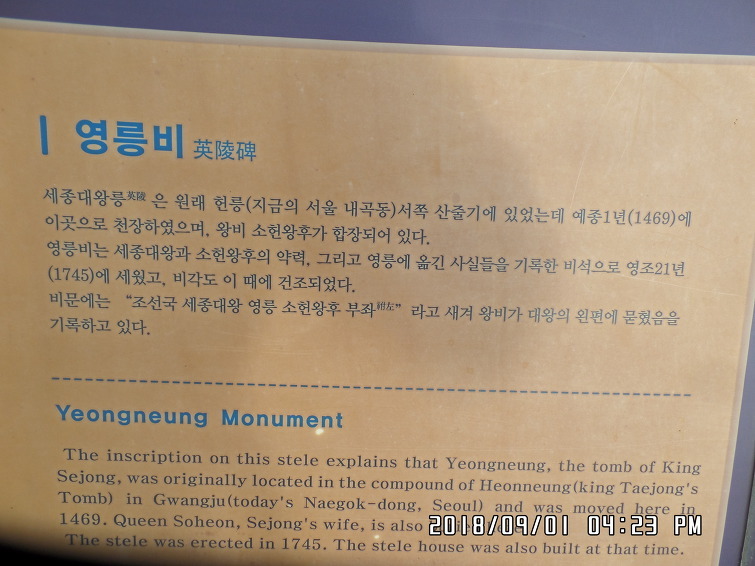 영릉비 英陵碑
세종대왕릉英陵 은 원래 헌릉(지금의 서울 내곡동)서쪽 산줄기에 있었는데 예종1년(1469)에
이곳으로 천장하였으며, 왕비 소헌왕후가 합장되어 있다.
영릉비는 세종대왕과 소헌왕후의 약력, 그리고 영릉에 옮긴 사실들을 기록한 비석으로 영조21년
(1745)에 세웠고, 비각도 이 때에 건조되었다.
비문에는 “조선국 세종대왕 영릉 소헌왕후 부좌祔左” 라고 새겨 왕비가 대왕의 왼편에 묻혔음을
기록하고 있다.
Yeongneung Monument
The inscription on this stele explains that Yeongneung, the tomb of King
Sejong, was originally located in the compound of Heonneung(king Taejong's
Tomb) in Gwangju(today's Naegok-dong, Seoul) and was moved here in
1469. Queen Soheon, Sejong's wife, is also
The stele was erected in 1745. The stele house was also built at that time.
2018/09/01 04:23 PM